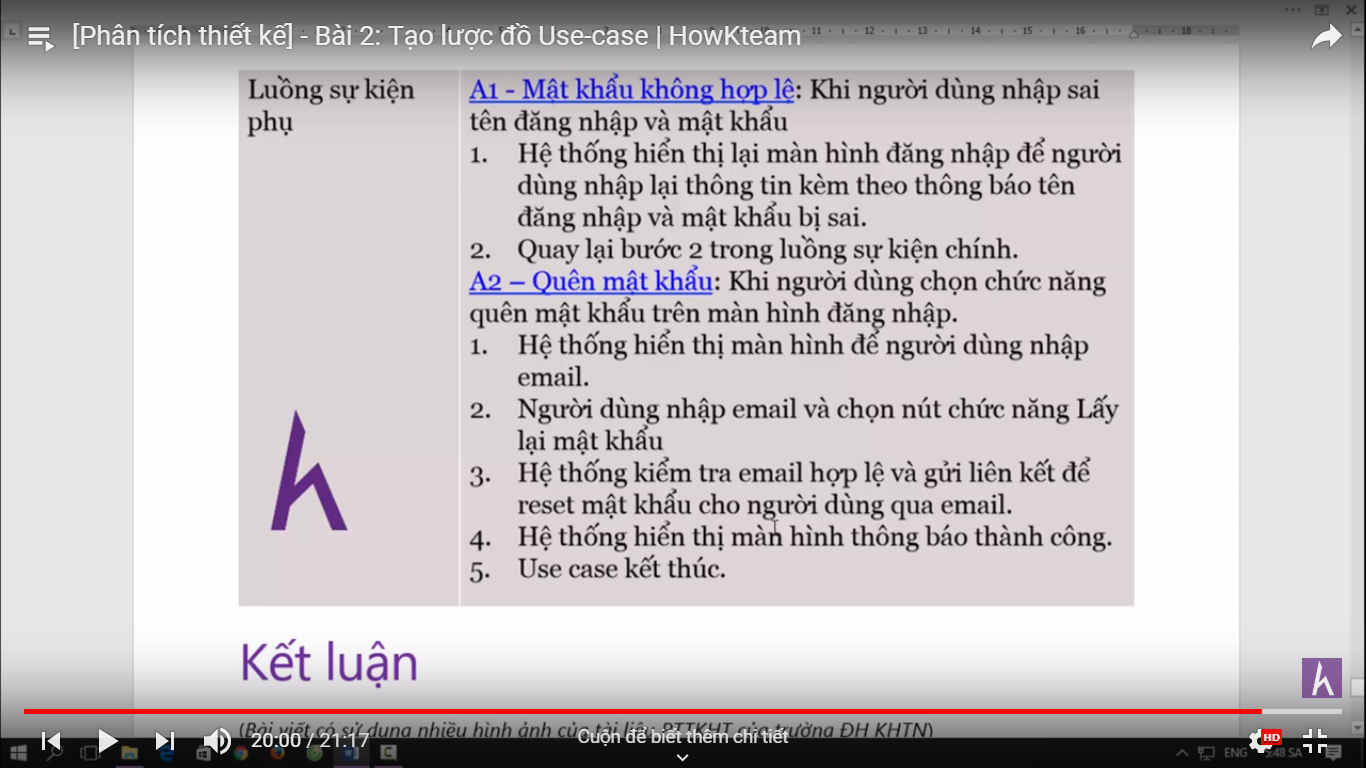 [Phân tích thiết kế] - Bài 2: Tạo lược đồ Use-case | HowKteam
11 12 13 14 15 16 18
Luồng sự kiện
phụ
A1 - Mật khẩu không hợp lệ: Khi người dùng nhập sai
tên đăng nhập và mật khẩu
1. Hệ thống hiển thị lại màn hình đăng nhập để người
dùng nhập lại thông tin kèm theo thông báo tên
đăng nhập và mật khẩu bị sai.
2. Quay lại bước 2 trong luồng sự kiện chính.
A2 – Quên mật khẩu: Khi người dùng chọn chức năng
quên mật khẩu trên màn hình đăng nhập.
1. Hệ thống hiển thị màn hình để người dùng nhập
email.
2. Người dùng nhập email và chọn nút chức năng Lấy
lại mật khẩu
3. Hệ thống kiểm tra email hợp lệ và gửi liên kết để
reset mật khẩu cho người dùng qua email.
4. Hệ thống hiển thị màn hình thông báo thành công.
5. Use case kết thúc.
Kết luận
(Bài viết có sử dụng nhiều hình ảnh của tài liệu PTTKHT của trường ĐH KHTN)
20:00 / 21:17
Cuộn để biết thêm chi tiết
HD
ENG
5:48 SA